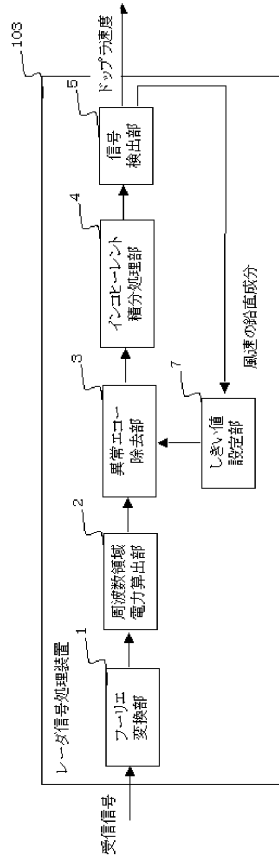 103
レーダ信号処理装置
受信信号
1
フーリエ
変換部
2
周波数領域
電力算出部
3
異常エコー
除去部
4
インコヒーレント
積分処理部
5
信号
検出部
ドップラ速度
7
しきい値
設定部
風速の鉛直成分